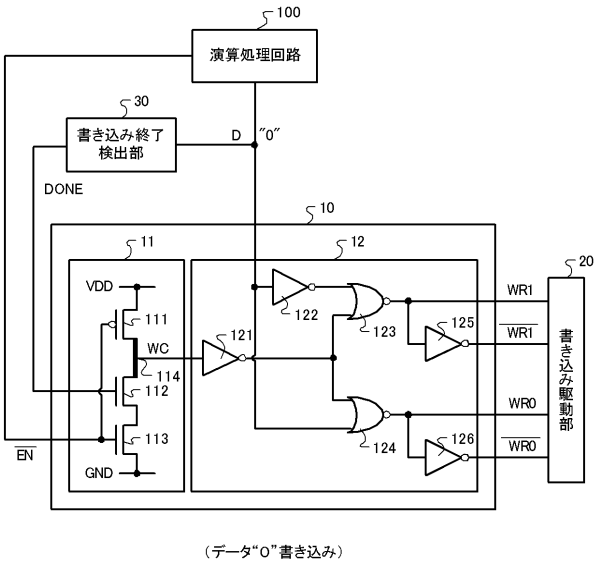 100
演算処理回路
30
書き込み終了
検出部
D
"0"
DONE
10
11
12
20
VDD
111
WC
114
112
113
EN
GND
121
122
123
124
125
126
WR1
WR1
WR0
WR0
書き込み駆動部
(データ“0”書き込み)